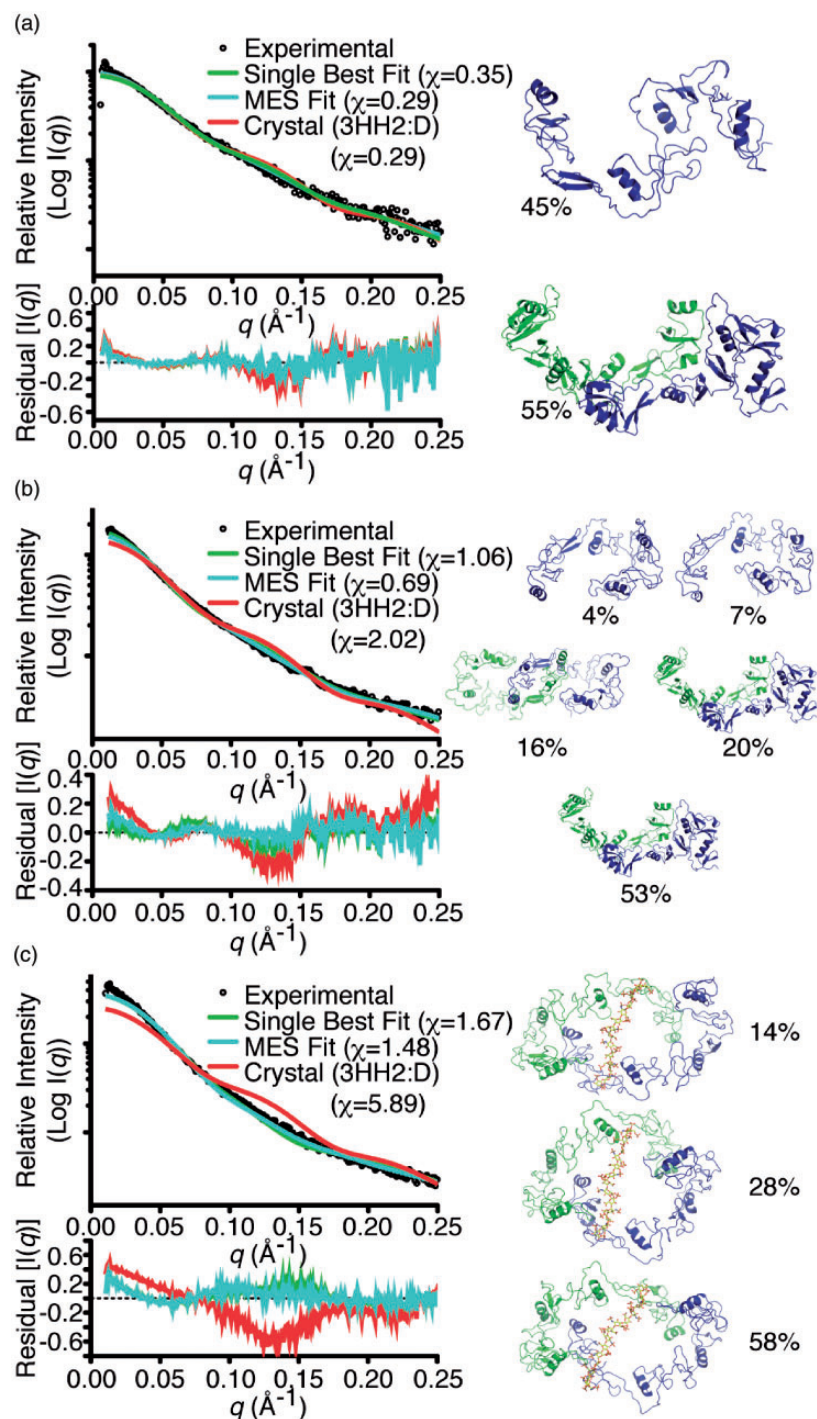 (a)
Experimental
Single Best Fit (χ=0.35)
MES Fit (χ=0.29)
Crystal (3HH2:D)
(χ=0.29)
Relative Intensity
(Log I(q))
0.00 0.05 0.10 0.15 0.20 0.25
q (Å-1)
Residual [I(q)]
0.6
0.2
-0.2
-0.6
0.00 0.05 0.10 0.15 0.20 0.25
q (Å-1)
45%
55%
(b)
Experimental
Single Best Fit (χ=1.06)
MES Fit (χ=0.69)
Crystal (3HH2:D)
(χ=2.02)
Relative Intensity
(Log I(q))
0.00 0.05 0.10 0.15 0.20 0.25
q (Å-1)
Residual [I(q)]
0.4
0.2
0.0
-0.2
-0.4
0.00 0.05 0.10 0.15 0.20 0.25
q (Å-1)
4% 7%
16% 20%
53%
(c)
Experimental
Single Best Fit (χ=1.67)
MES Fit (χ=1.48)
Crystal (3HH2:D)
(χ=5.89)
Relative Intensity
(Log I(q))
0.00 0.05 0.10 0.15 0.20 0.25
q (Å-1)
Residual [I(q)]
0.6
0.2
-0.2
-0.6
0.00 0.05 0.10 0.15 0.20 0.25
q (Å-1)
14%
28%
58%